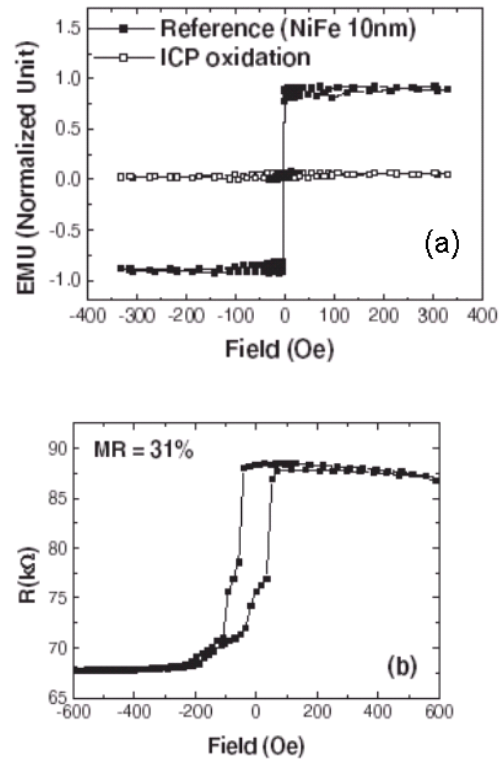 Reference (NiFe 10nm)
ICP oxidation
1.5
1.0
0.5
0.0
-0.5
-1.0
EMU (Normalized Unit)
(a)
-400 -300 -200 -100 0 100 200 300 400
Field (Oe)
MR = 31%
90
85
80
75
70
65
R(kΩ)
(b)
-600 -400 -200 0 200 400 600
Field (Oe)